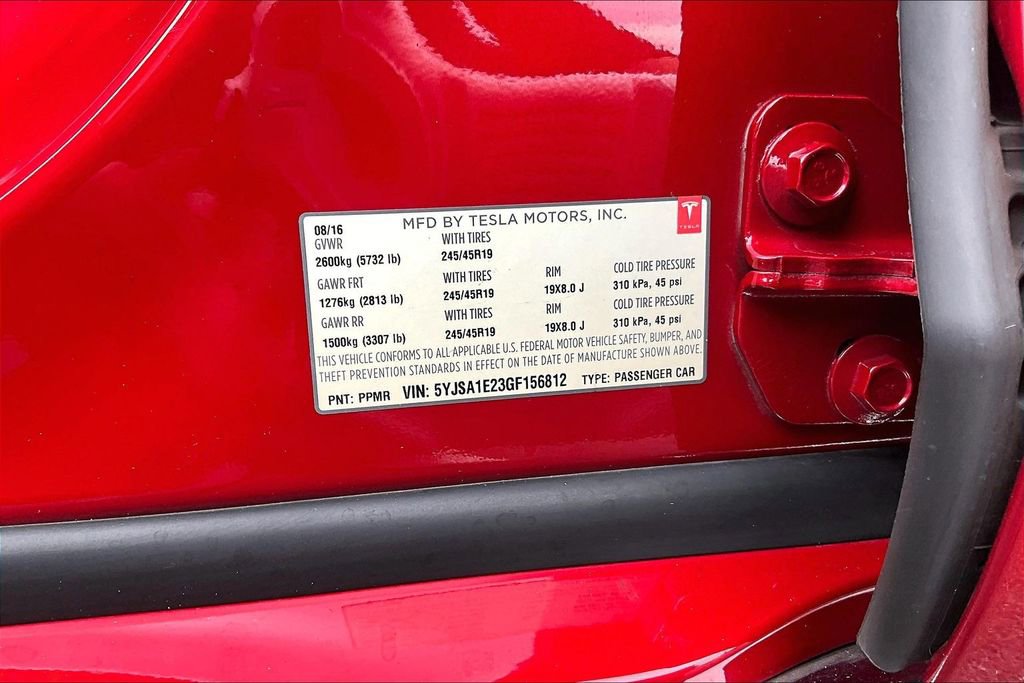 MFD BY TESLA MOTORS, INC.
TESLA
08/16
GVWR WITH TIRES
2600kg (5732 lb) 245/45R19
GAWR FRT WITH TIRES RIM COLD TIRE PRESSURE
1276kg (2813 lb) 245/45R19 19X8.0 J 310 kPa, 45 psi
GAWR RR WITH TIRES RIM COLD TIRE PRESSURE
1500kg (3307 lb) 245/45R19 19X8.0 J 310 kPa, 45 psi
THIS VEHICLE CONFORMS TO ALL APPLICABLE U.S. FEDERAL MOTOR VEHICLE SAFETY, BUMPER, AND
THEFT PREVENTION STANDARDS IN EFFECT ON THE DATE OF MANUFACTURE SHOWN ABOVE.
PNT: PPMR VIN: 5YJSA1E23GF156812 TYPE: PASSENGER CAR